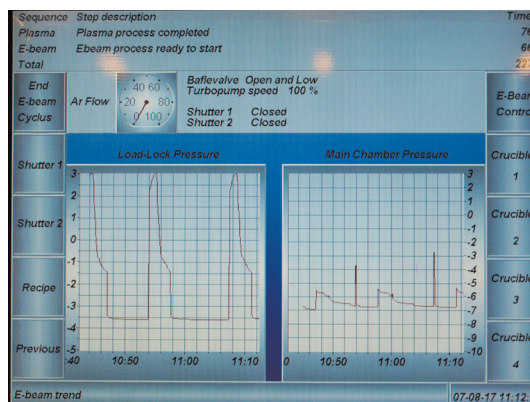 Sequence Step description Time
Plasma Plasma process completed 76
E-beam Ebeam process ready to start 66
Total 227
End
E-beam
Cyclus
Ar Flow
40 60
20 80
0 100
Baflevalve Open and Low
Turbopump speed 100 %
Shutter 1 Closed
Shutter 2 Closed
E-Beam
Control
Shutter 1
Shutter 2
Recipe
Previous
Load-Lock Pressure
3
2
1
0
-1
-2
-3
-4
-5
:40 10:50 11:00 11:10
Main Chamber Pressure
3
2
1
-0
-1
-2
-3
-4
-5
-6
-7
-8
-9
-10
0 10:50 11:00 11:10
Crucible
1
Crucible
2
Crucible
3
Crucible
4
E-beam trend
07-08-17 11:12